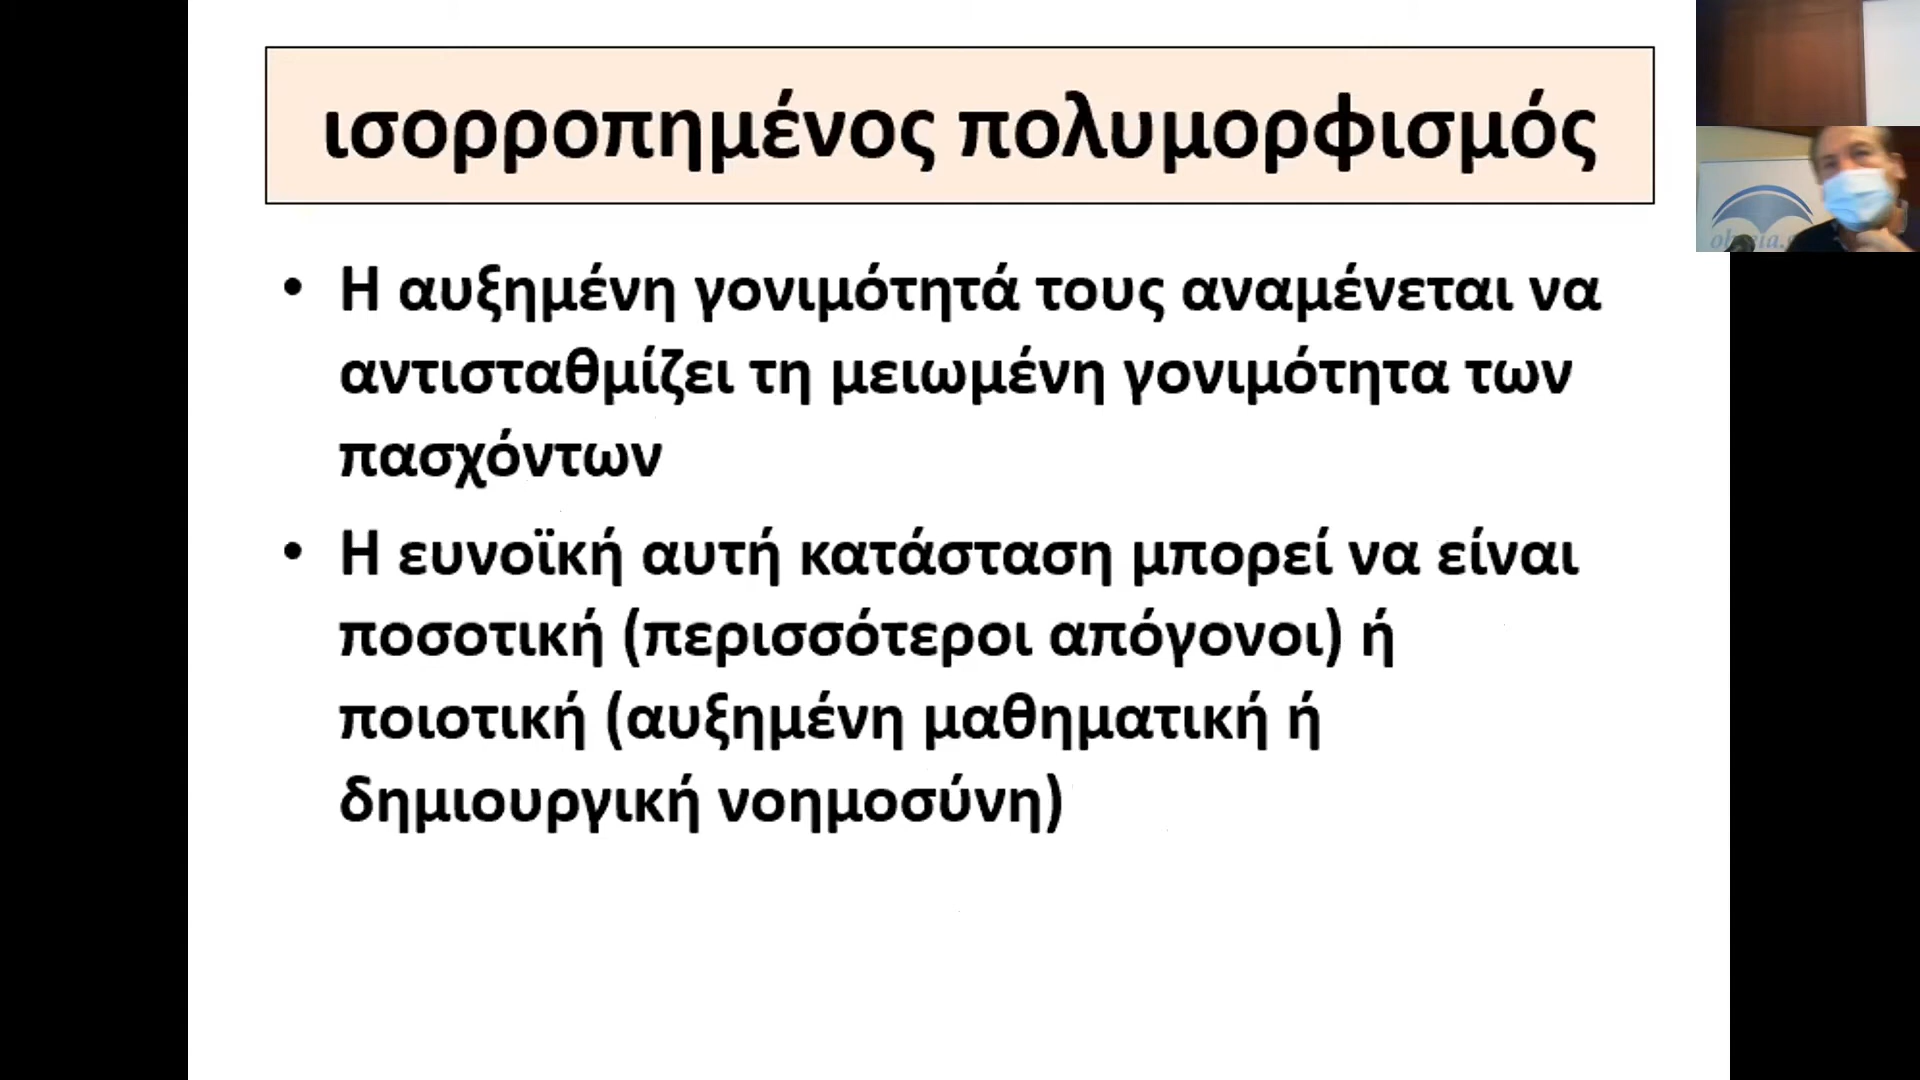 ισορροπημένος πολυμορφισμός
• Η αυξημένη γονιμότητά τους αναμένεται να
αντισταθμίζει τη μειωμένη γονιμότητα των
πασχόντων
• Η ευνοϊκή αυτή κατάσταση μπορεί να είναι
ποσοτική (περισσότεροι απόγονοι) ή
ποιοτική (αυξημένη μαθηματική ή
δημιουργική νοημοσύνη)